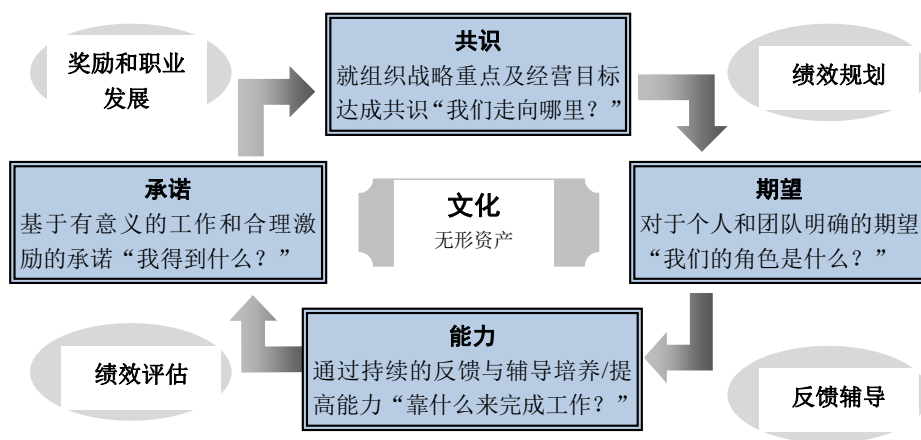 共识
就组织战略重点及经营目标
达成共识“我们走向哪里？”
奖励和职业
发展
绩效规划
承诺
基于有意义的工作和合理激
励的承诺“我得到什么？”
文化
无形资产
期望
对于个人和团队明确的期望
“我们的角色是什么？”
能力
通过持续的反馈与辅导培养/提
高能力“靠什么来完成工作？”
绩效评估
反馈辅导